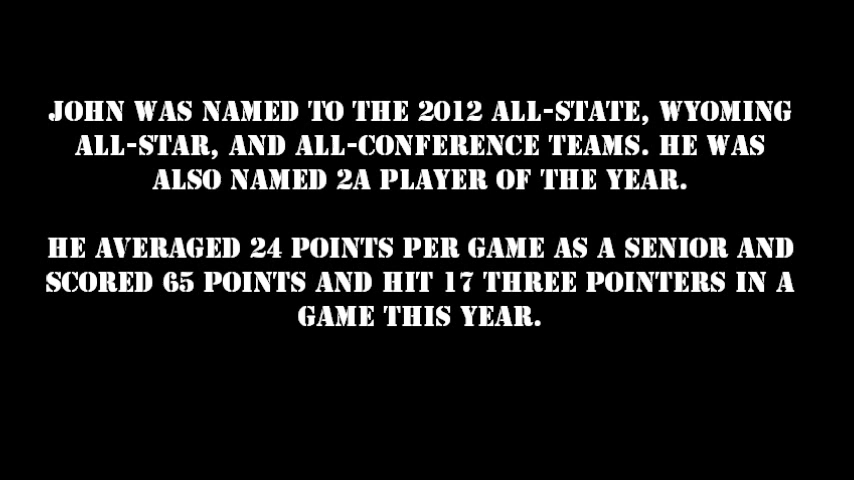 JOHN WAS NAMED TO THE 2012 ALL-STATE, WYOMING
ALL-STAR, AND ALL-CONFERENCE TEAMS. HE WAS
ALSO NAMED 2A PLAYER OF THE YEAR.
HE AVERAGED 24 POINTS PER GAME AS A SENIOR AND
SCORED 65 POINTS AND HIT 17 THREE POINTERS IN A
GAME THIS YEAR.